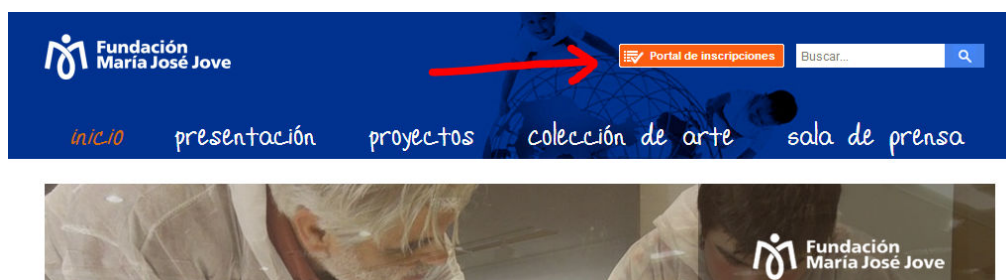 Fundación
María José Jove
Portal de inscripciones
Buscar...
inicio presentación proyectos colección de arte sala de prensa
Fundación
María José Jove